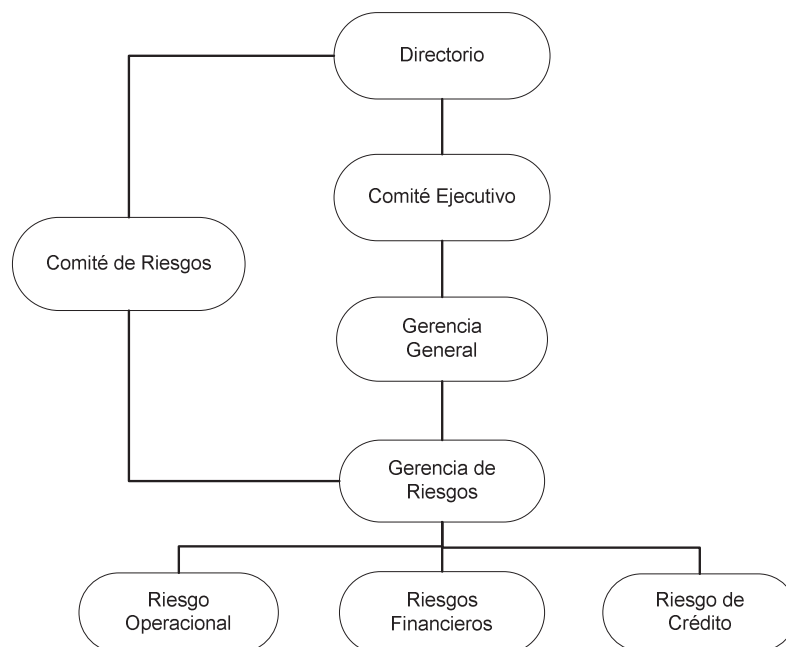 Directorio
Comité Ejecutivo
Comité de Riesgos
Gerencia
General
Gerencia de
Riesgos
Riesgo
Operacional
Riesgos
Financieros
Riesgo de
Crédito